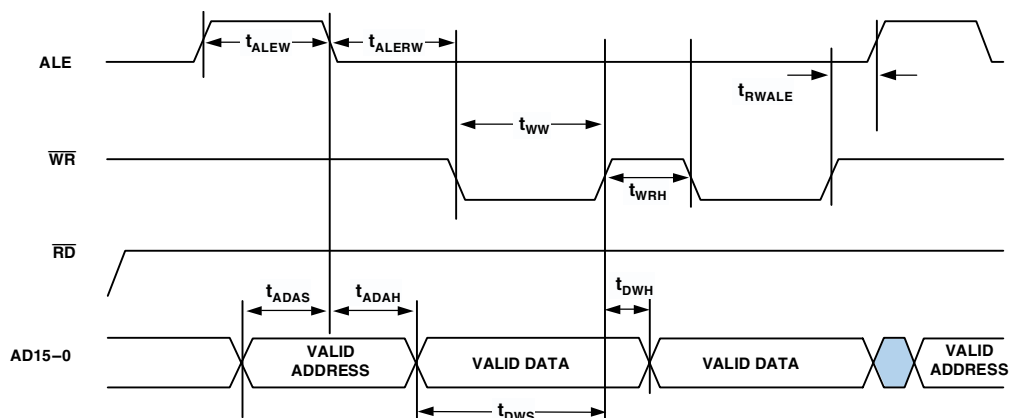 ALE
tALEW
tALERW
tRWALE
tWW
WR
tWRH
RD
tADAS
tADAH
tDWH
AD15-0
VALID
ADDRESS
VALID DATA
VALID DATA
VALID
ADDRESS
tDWS